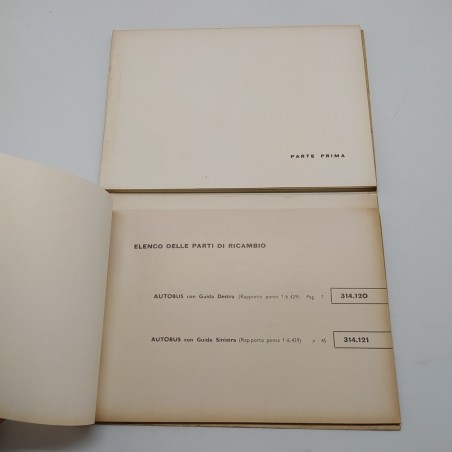 PARTE PRIMA
ELENCO DELLE PARTI DI RICAMBIO
AUTOBUS con Guida Destra (Rapporto ponte 1:6,429) Pag. 1 314.120
AUTOBUS con Guida Sinistra (Rapporto ponte 1:6,429) » 45 314.121